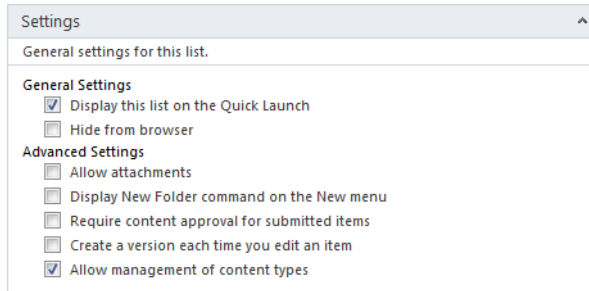 Settings
General settings for this list.
General Settings
Display this list on the Quick Launch
Hide from browser
Advanced Settings
Allow attachments
Display New Folder command on the New menu
Require content approval for submitted items
Create a version each time you edit an item
Allow management of content types